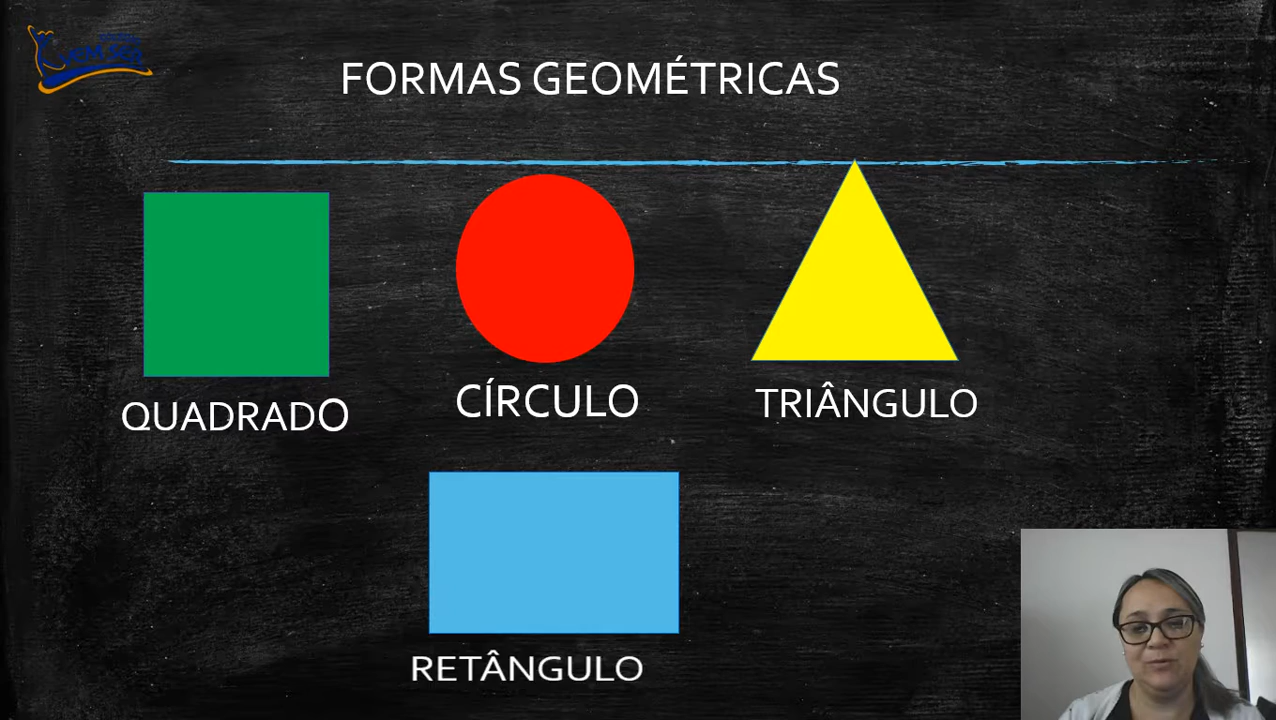 FORMAS GEOMÉTRICAS
QUADRADO
CÍRCULO
TRIÂNGULO
RETÂNGULO